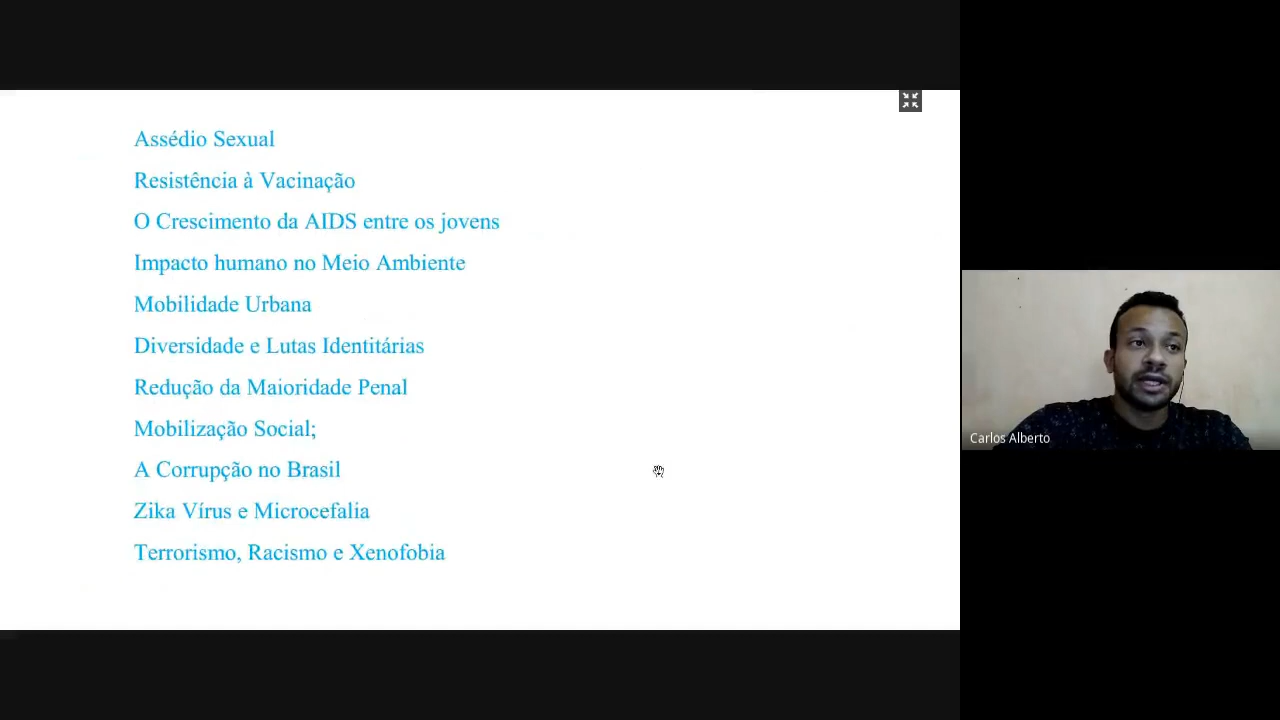 Assédio Sexual
Resistência à Vacinação
O Crescimento da AIDS entre os jovens
Impacto humano no Meio Ambiente
Mobilidade Urbana
Diversidade e Lutas Identitárias
Redução da Maioridade Penal
Mobilização Social;
A Corrupção no Brasil
Zika Vírus e Microcefalia
Terrorismo, Racismo e Xenofobia
Carlos Alberto